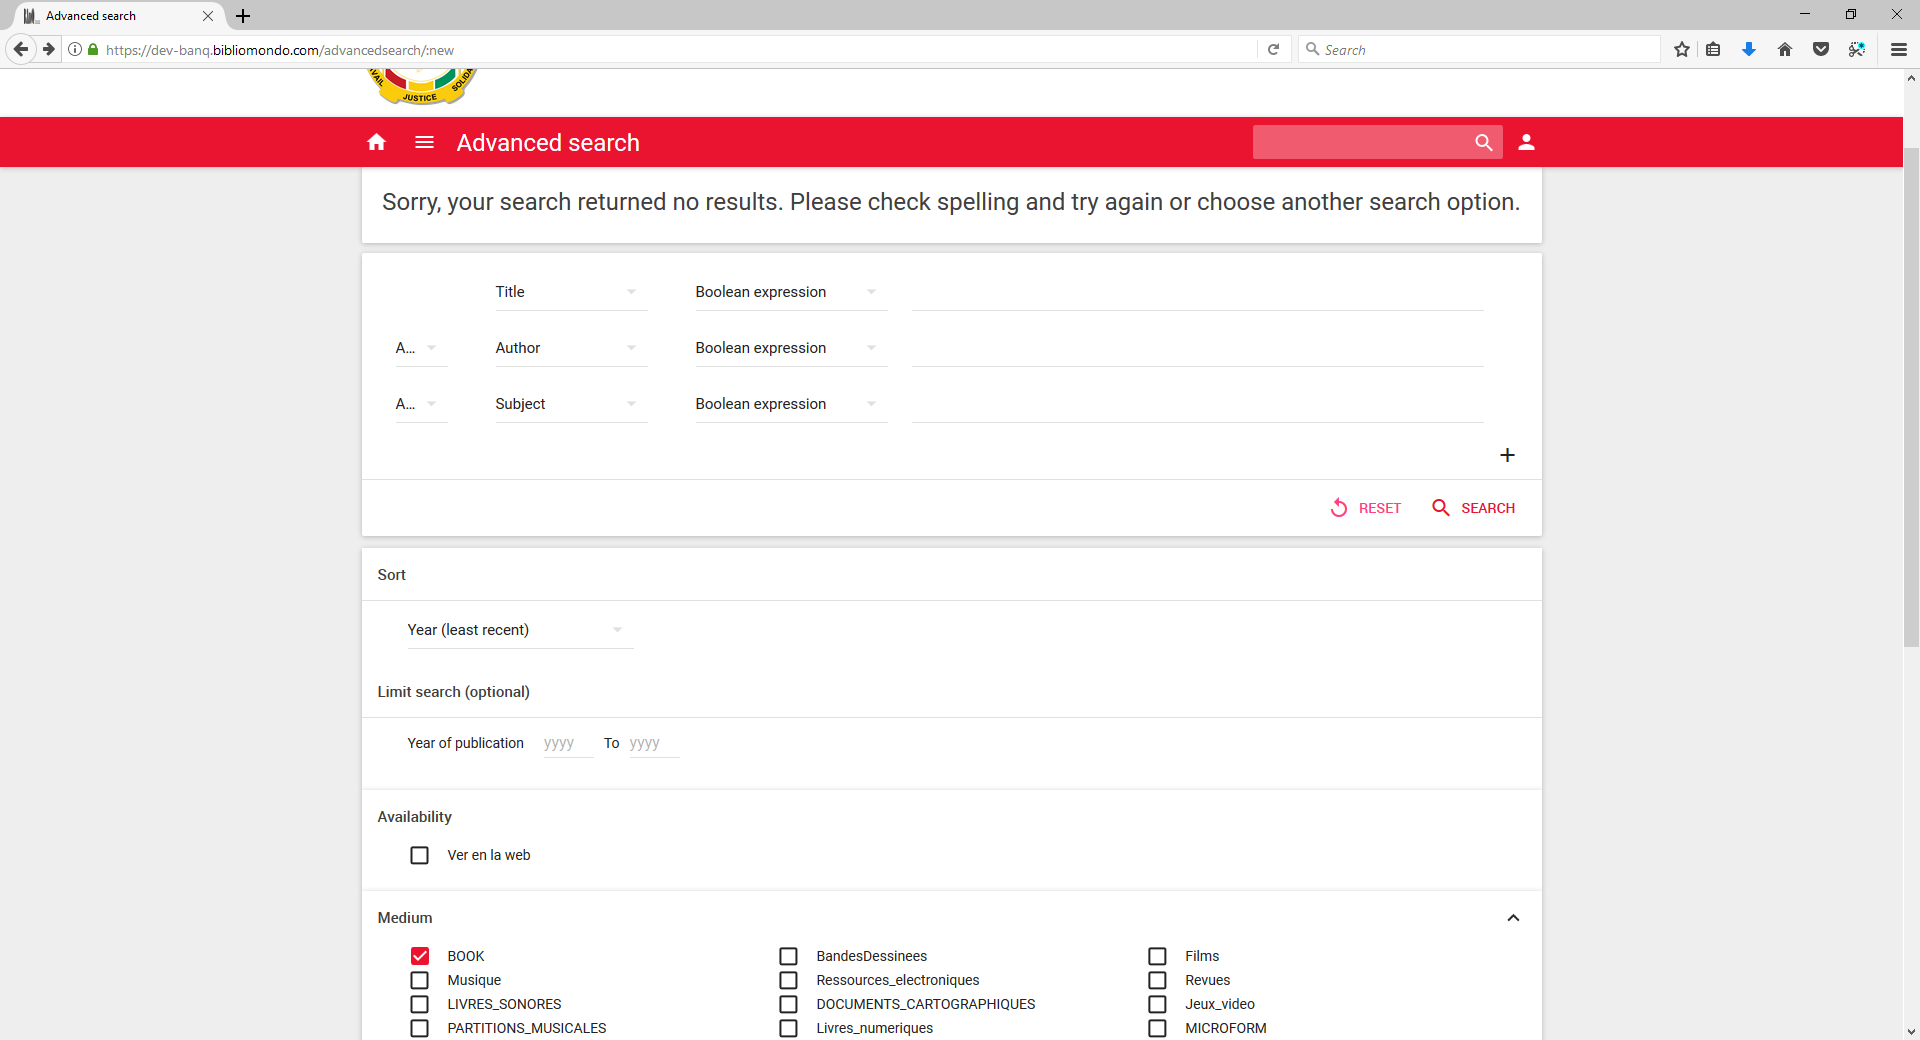 Advanced search
https://dev-banq.bibliomondo.com/advancedsearch/:new
Search
JUSTICE
Advanced search
Sorry, your search returned no results. Please check spelling and try again or choose another search option.
Title Boolean expression
A... Author Boolean expression
A... Subject Boolean expression
+
RESET SEARCH
Sort
Year (least recent)
Limit search (optional)
Year of publication yyyy To yyyy
Availability
Ver en la web
Medium
BOOK BandesDessinees Films
Musique Ressources_electroniques Revues
LIVRES_SONORES DOCUMENTS_CARTOGRAPHIQUES Jeux_video
PARTITIONS_MUSICALES Livres_numeriques MICROFORM